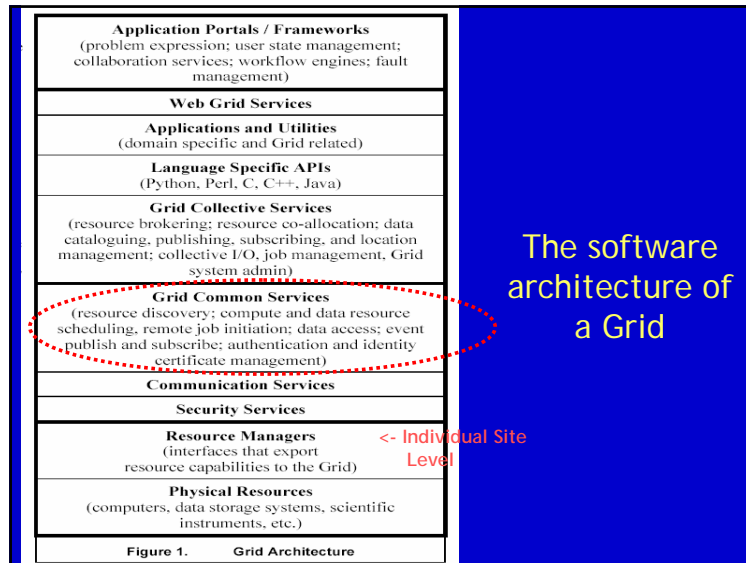 Application Portals / Frameworks
(problem expression; user state management;
collaboration services; workflow engines; fault
management)
Web Grid Services
Applications and Utilities
(domain specific and Grid related)
Language Specific APIs
(Python, Perl, C, C++, Java)
Grid Collective Services
(resource brokering; resource co-allocation; data
cataloguing, publishing, subscribing, and location
management; collective I/O, job management, Grid
system admin)
Grid Common Services
(resource discovery; compute and data resource
scheduling, remote job initiation; data access; event
publish and subscribe; authentication and identity
certificate management)
Communication Services
Security Services
Resource Managers
(interfaces that export
resource capabilities to the Grid)
<- Individual Site
Level
Physical Resources
(computers, data storage systems, scientific
instruments, etc.)
Figure 1. Grid Architecture
The software
architecture of
a Grid